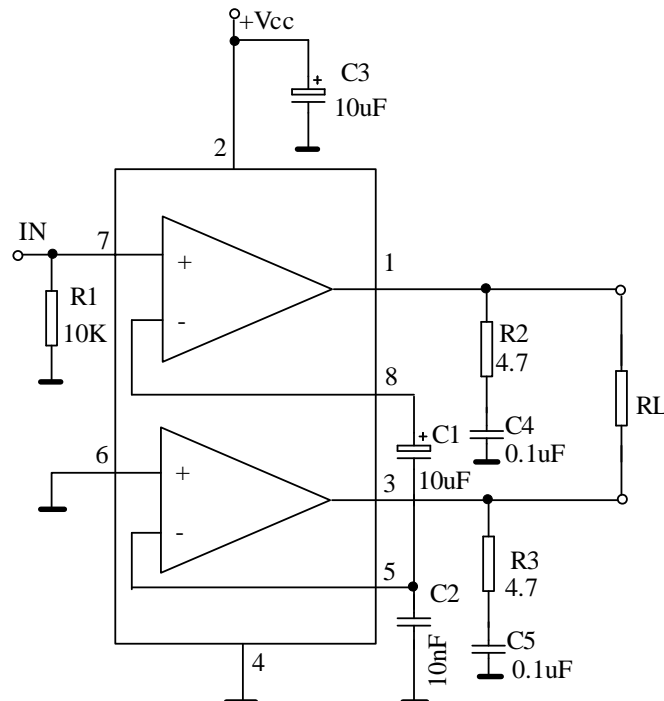 +Vcc
C3
10uF
2
IN
7
+
1
R1
10K
-
R2
4.7
8
RL
C4
0.1uF
+
C1
10uF
6
+
3
-
R3
4.7
5
C2
10nF
C5
0.1uF
4